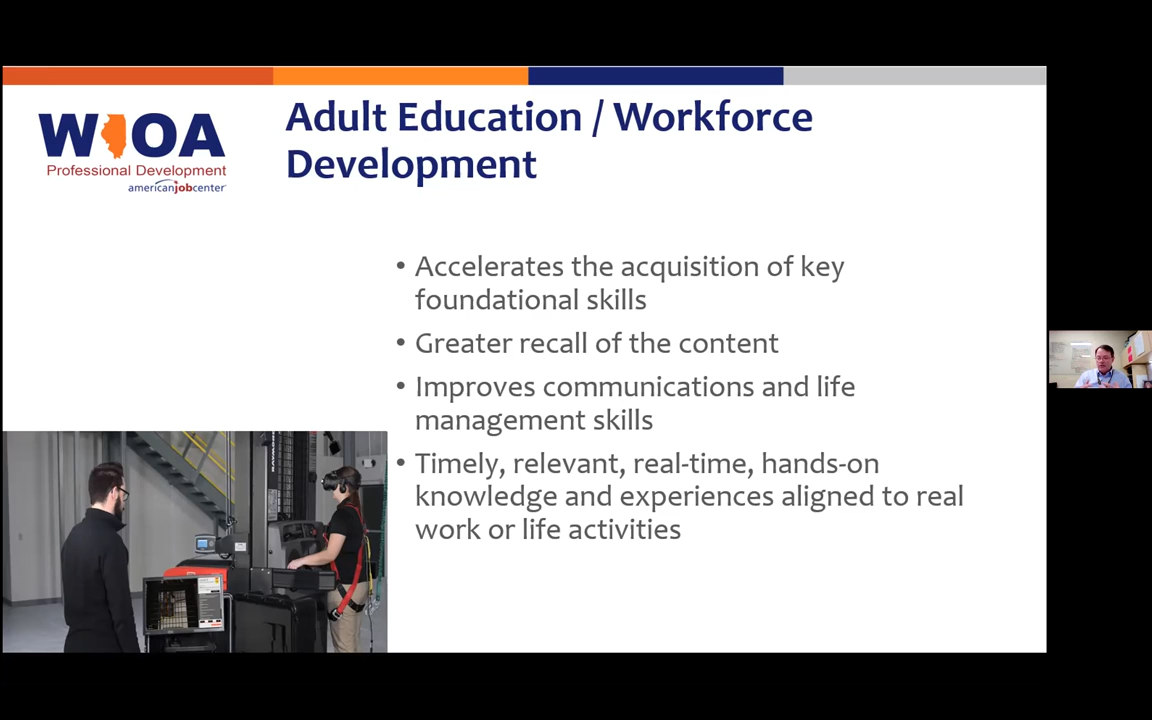 Adult Education / Workforce
Development
W OA
Professional Development
americanjobcenter
• Accelerates the acquisition of key
foundational skills
• Greater recall of the content
• Improves communications and life
management skills
• Timely, relevant, real-time, hands-on
knowledge and experiences aligned to real
work or life activities
RAYMOND